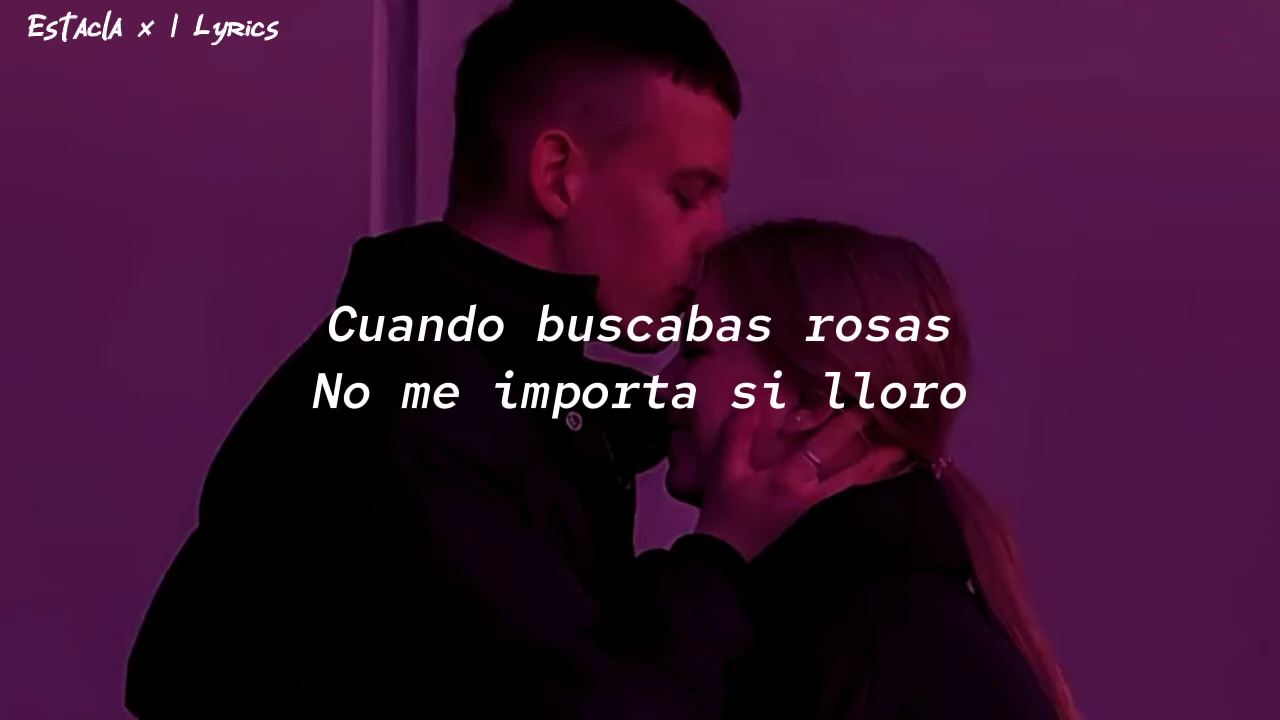 Estacla x | Lyrics
Cuando buscabas rosas
No me importa si lloro